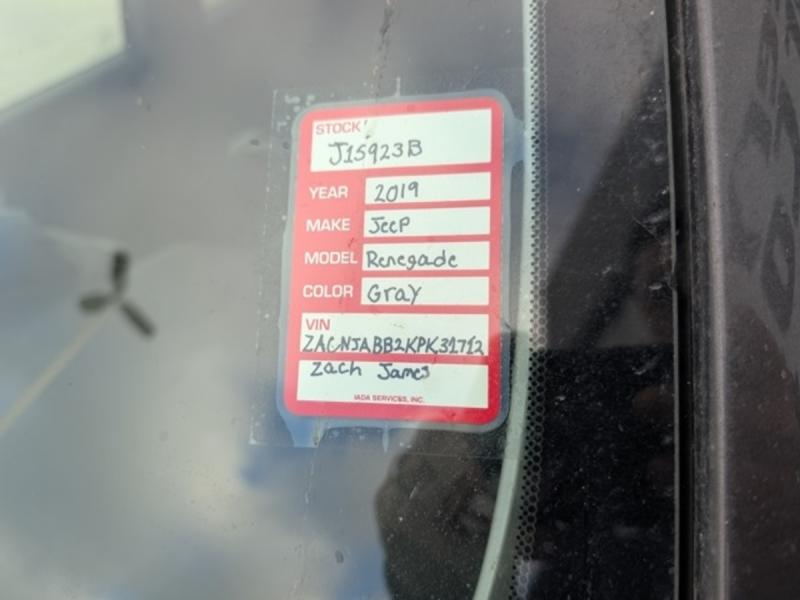 STOCK
J15923B
YEAR 2019
MAKE Jeep
MODEL Renegade
COLOR Gray
VIN
ZACNJABB2KPK31712
Zach James
IADA SERVICES, INC.